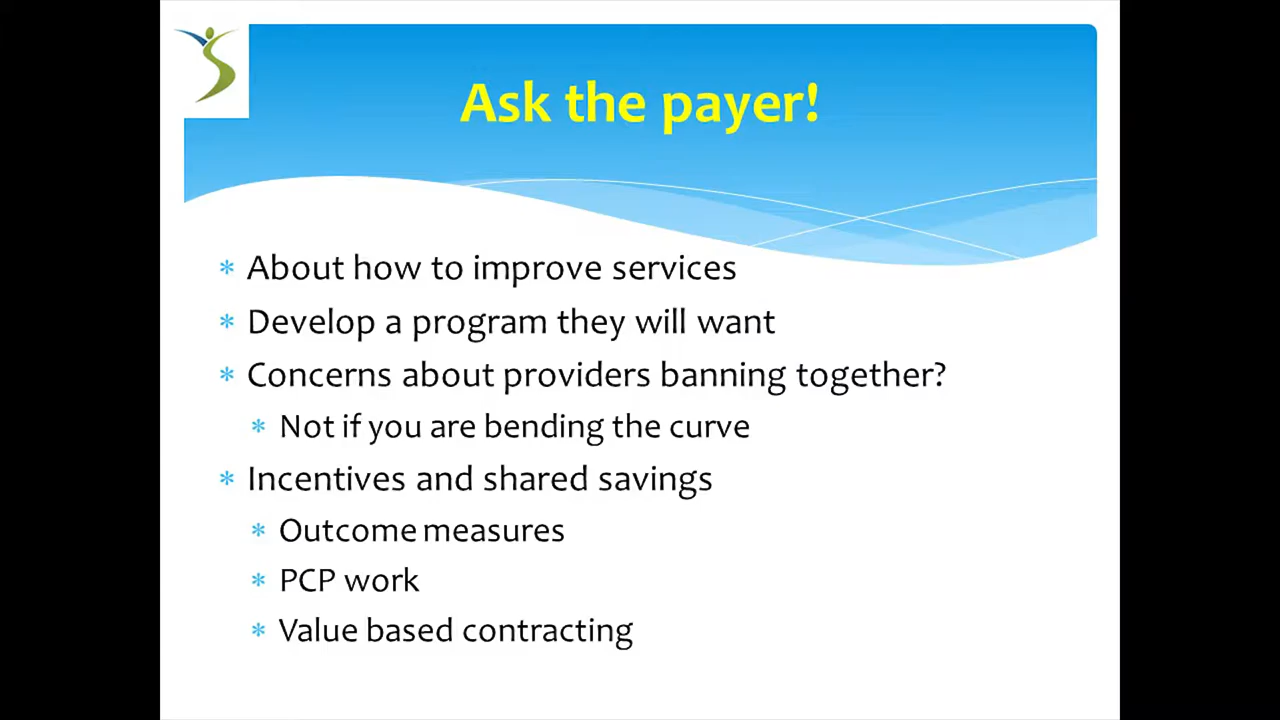 Ask the payer!
* About how to improve services
* Develop a program they will want
* Concerns about providers banning together?
* Not if you are bending the curve
* Incentives and shared savings
* Outcome measures
* PCP work
* Value based contracting